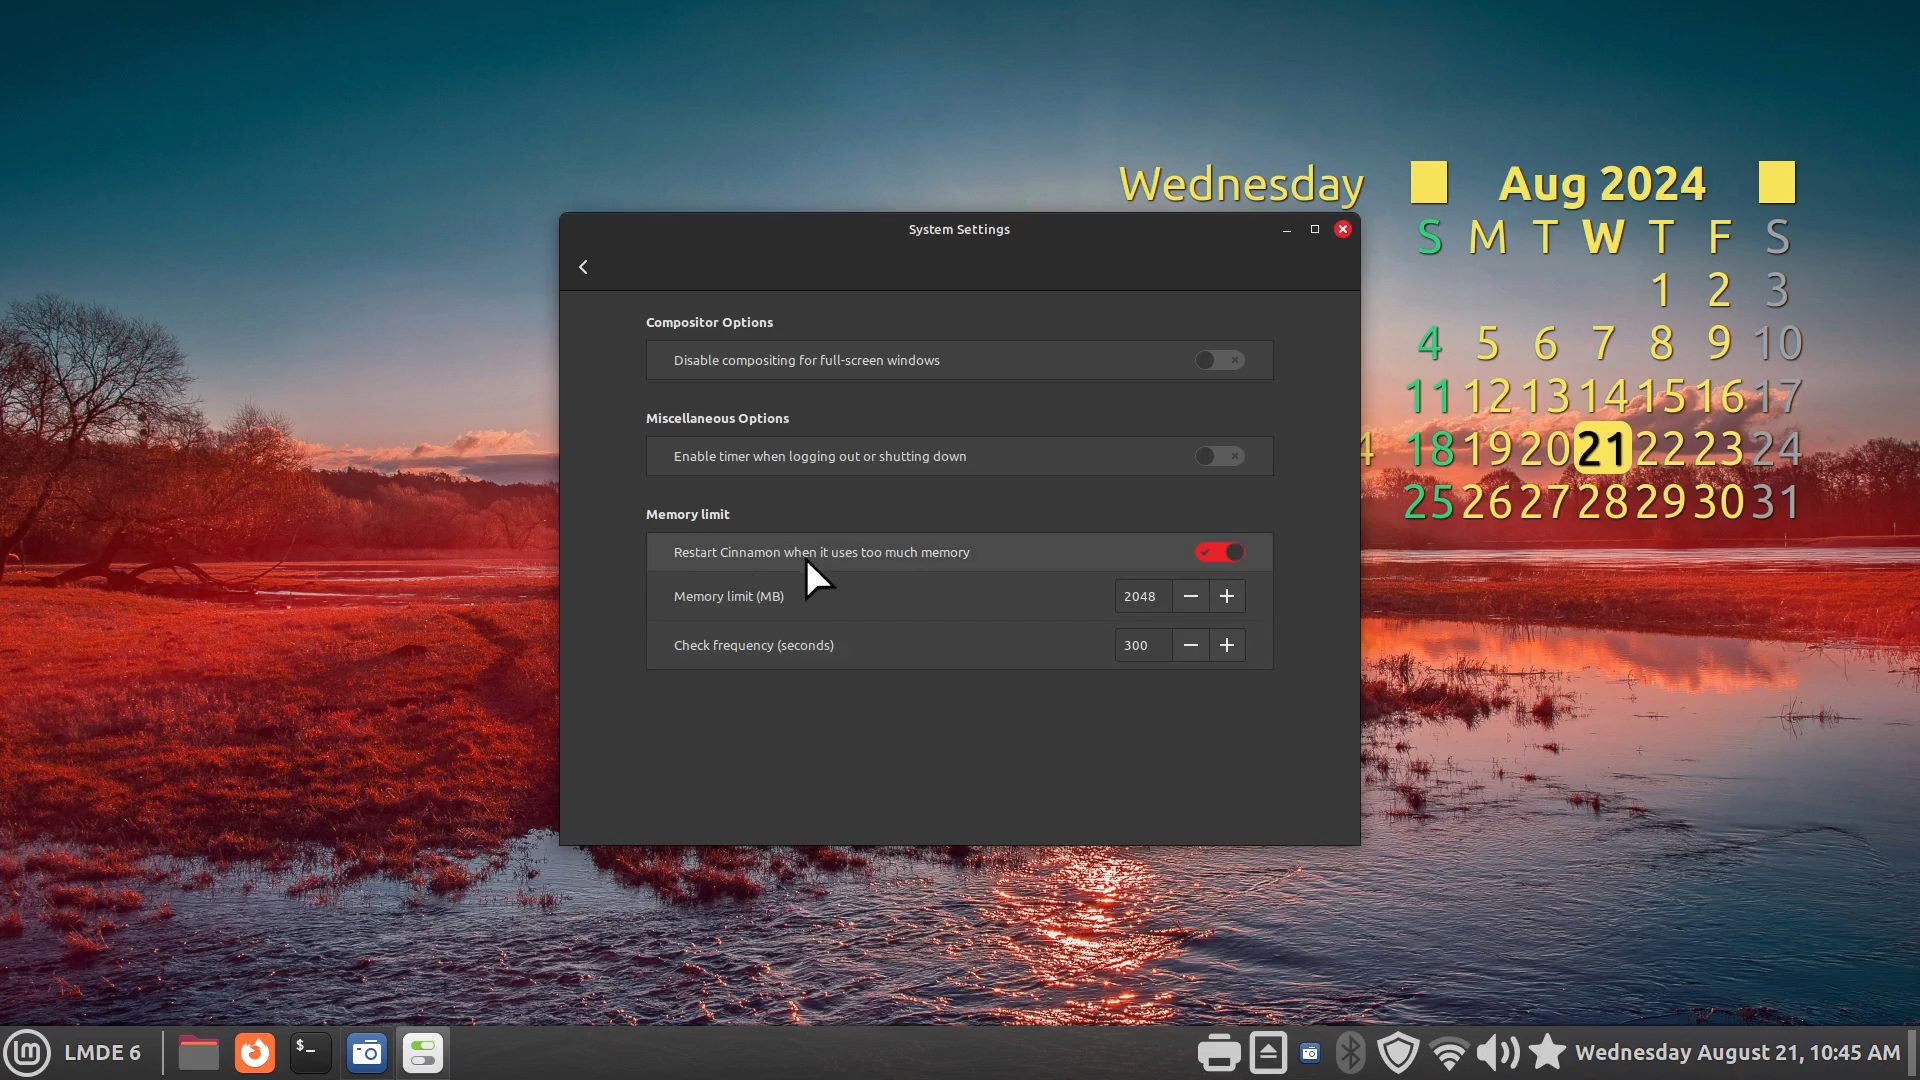 Wednesday
Aug 2024
S M T W T F S
1 2 3
4 5 6 7 8 9 10
11 12 13 14 15 16 17
4 18 19 20 21 22 23 24
25 26 27 28 29 30 31
System Settings
Compositor Options
Disable compositing for full-screen windows
Miscellaneous Options
Enable timer when logging out or shutting down
Memory limit
Restart Cinnamon when it uses too much memory
Memory limit (MB)
2048
Check frequency (seconds)
300
LMDE 6
$_
Wednesday August 21, 10:45 AM